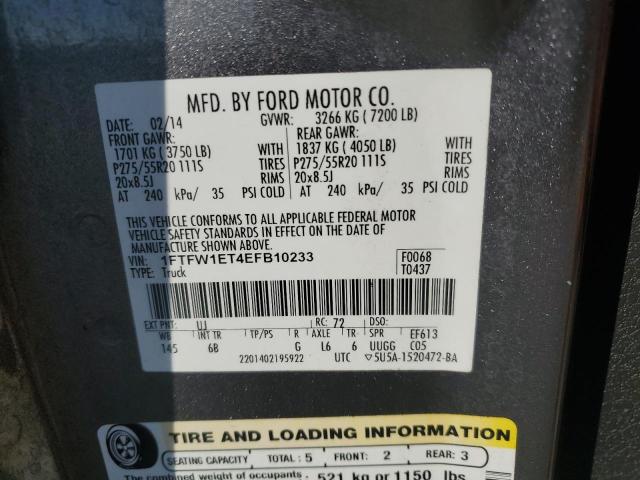 MFD. BY FORD MOTOR CO.
DATE: 02/14 GVWR: 3266 KG ( 7200 LB)
FRONT GAWR: REAR GAWR:
1701 KG ( 3750 LB) WITH 1837 KG ( 4050 LB) WITH
P275/55R20 111S TIRES P275/55R20 111S TIRES
20x8.5J RIMS 20x8.5J RIMS
AT 240 kPa/ 35 PSI COLD AT 240 kPa/ 35 PSI COLD
THIS VEHICLE CONFORMS TO ALL APPLICABLE FEDERAL MOTOR
VEHICLE SAFETY STANDARDS IN EFFECT ON THE DATE OF
MANUFACTURE SHOWN ABOVE.
VIN: 1FTFW1ET4EFB10233 F0068
TYPE: Truck T0437
EXT PNT: UJ RC: 72 DSO:
WB INT TR TP/PS R AXLE TR SPR EF613
145 6B G L6 6 UUGG C05
2201402195922 UTC ▽5U5A-1520472-BA
TIRE AND LOADING INFORMATION
SEATING CAPACITY TOTAL: 5 FRONT: 2 REAR: 3
The combined weight of occupants 521 kg or 1150 lbs